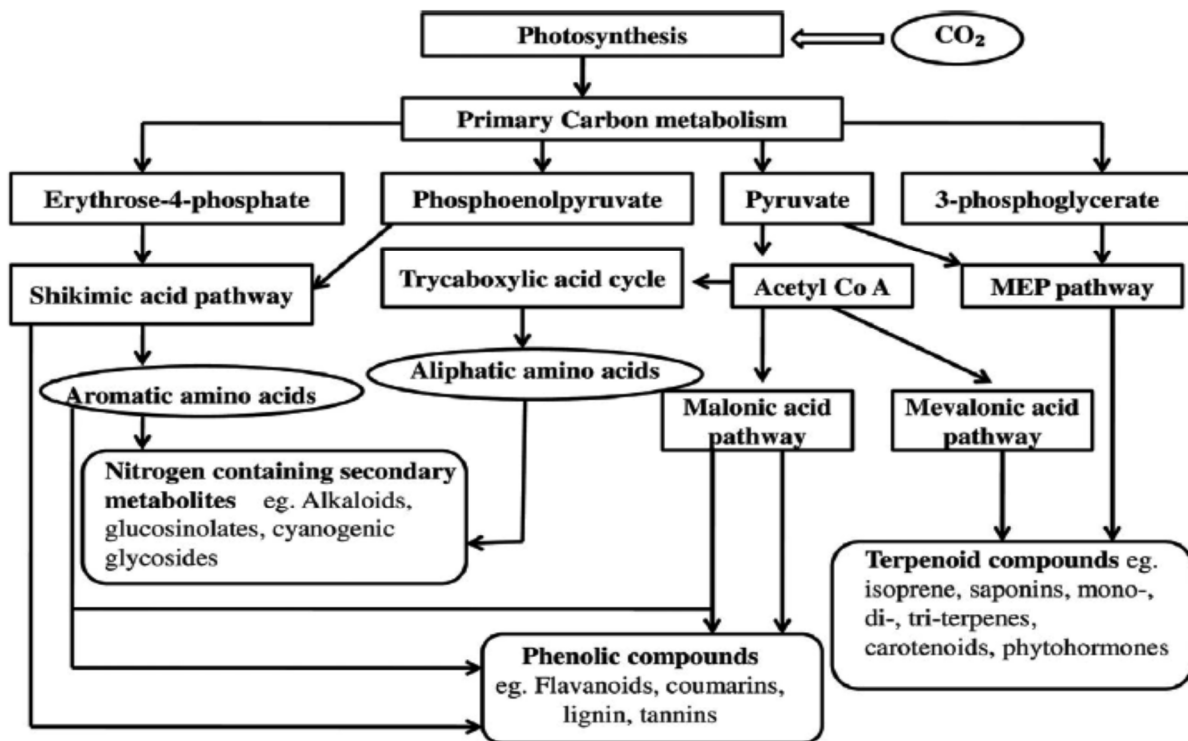 Photosynthesis
CO₂
Primary Carbon metabolism
Erythrose-4-phosphate
Phosphoenolpyruvate
Pyruvate
3-phosphoglycerate
Shikimic acid pathway
Trycaboxylic acid cycle
Acetyl Co A
MEP pathway
Aromatic amino acids
Aliphatic amino acids
Malonic acid
pathway
Mevalonic acid
pathway
Nitrogen containing secondary
metabolites eg. Alkaloids,
glucosinolates, cyanogenic
glycosides
Terpenoid compounds eg.
isoprene, saponins, mono-,
di-, tri-terpenes,
carotenoids, phytohormones
Phenolic compounds
eg. Flavanoids, coumarins,
lignin, tannins